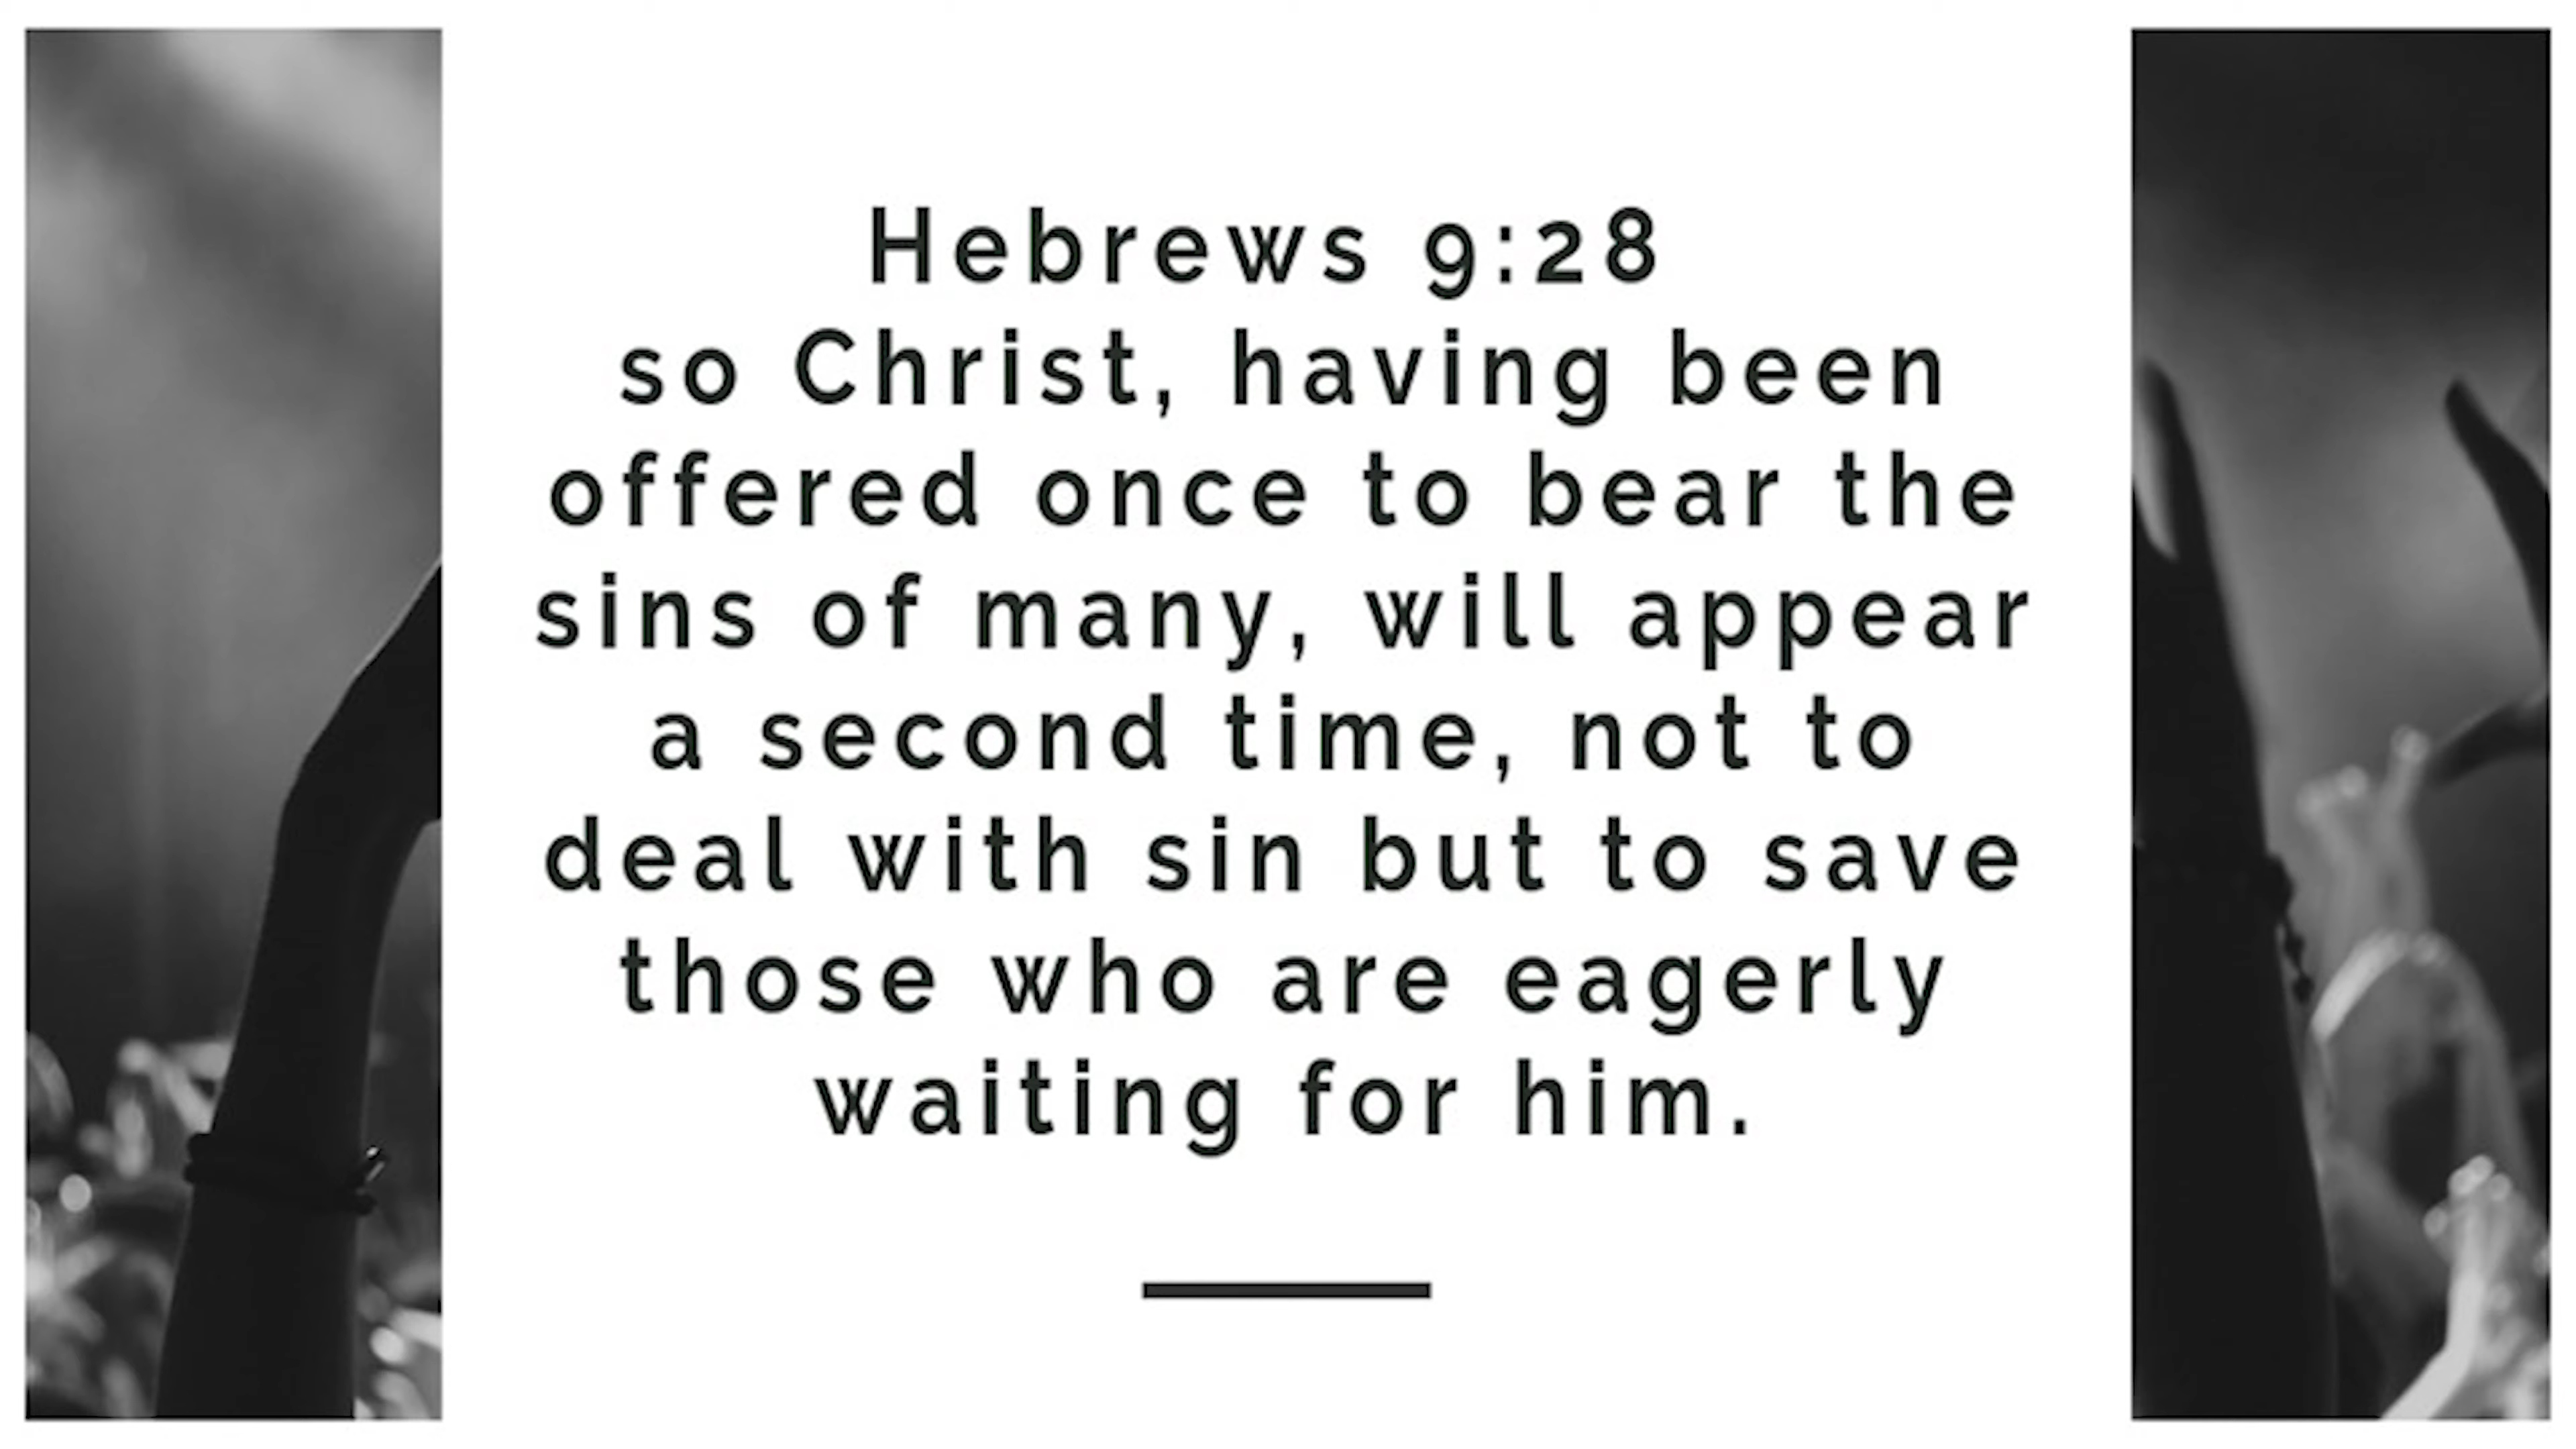 Hebrews 9:28
so Christ, having been
offered once to bear the
sins of many, will appear
a second time, not to
deal with sin but to save
those who are eagerly
waiting for him.